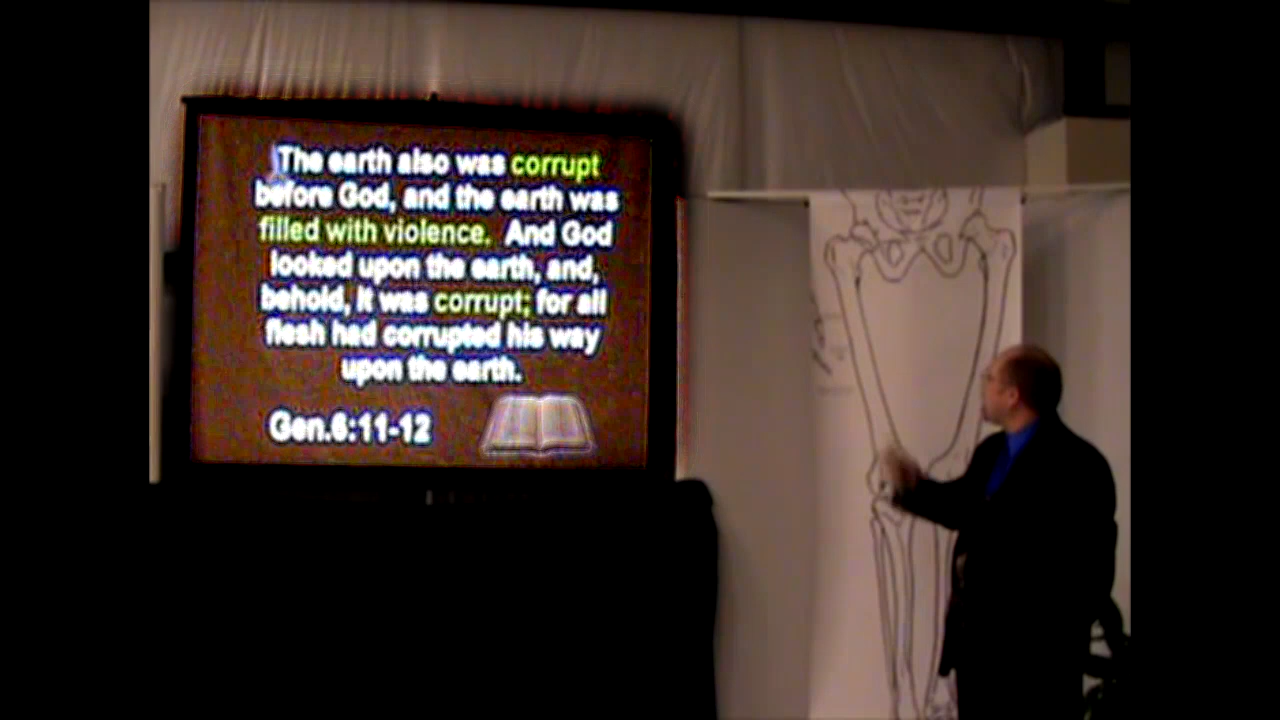 The earth also was corrupt
before God, and the earth was
filled with violence. And God
looked upon the earth, and,
behold, it was corrupt; for all
flesh had corrupted his way
upon the earth.
Gen.6:11-12